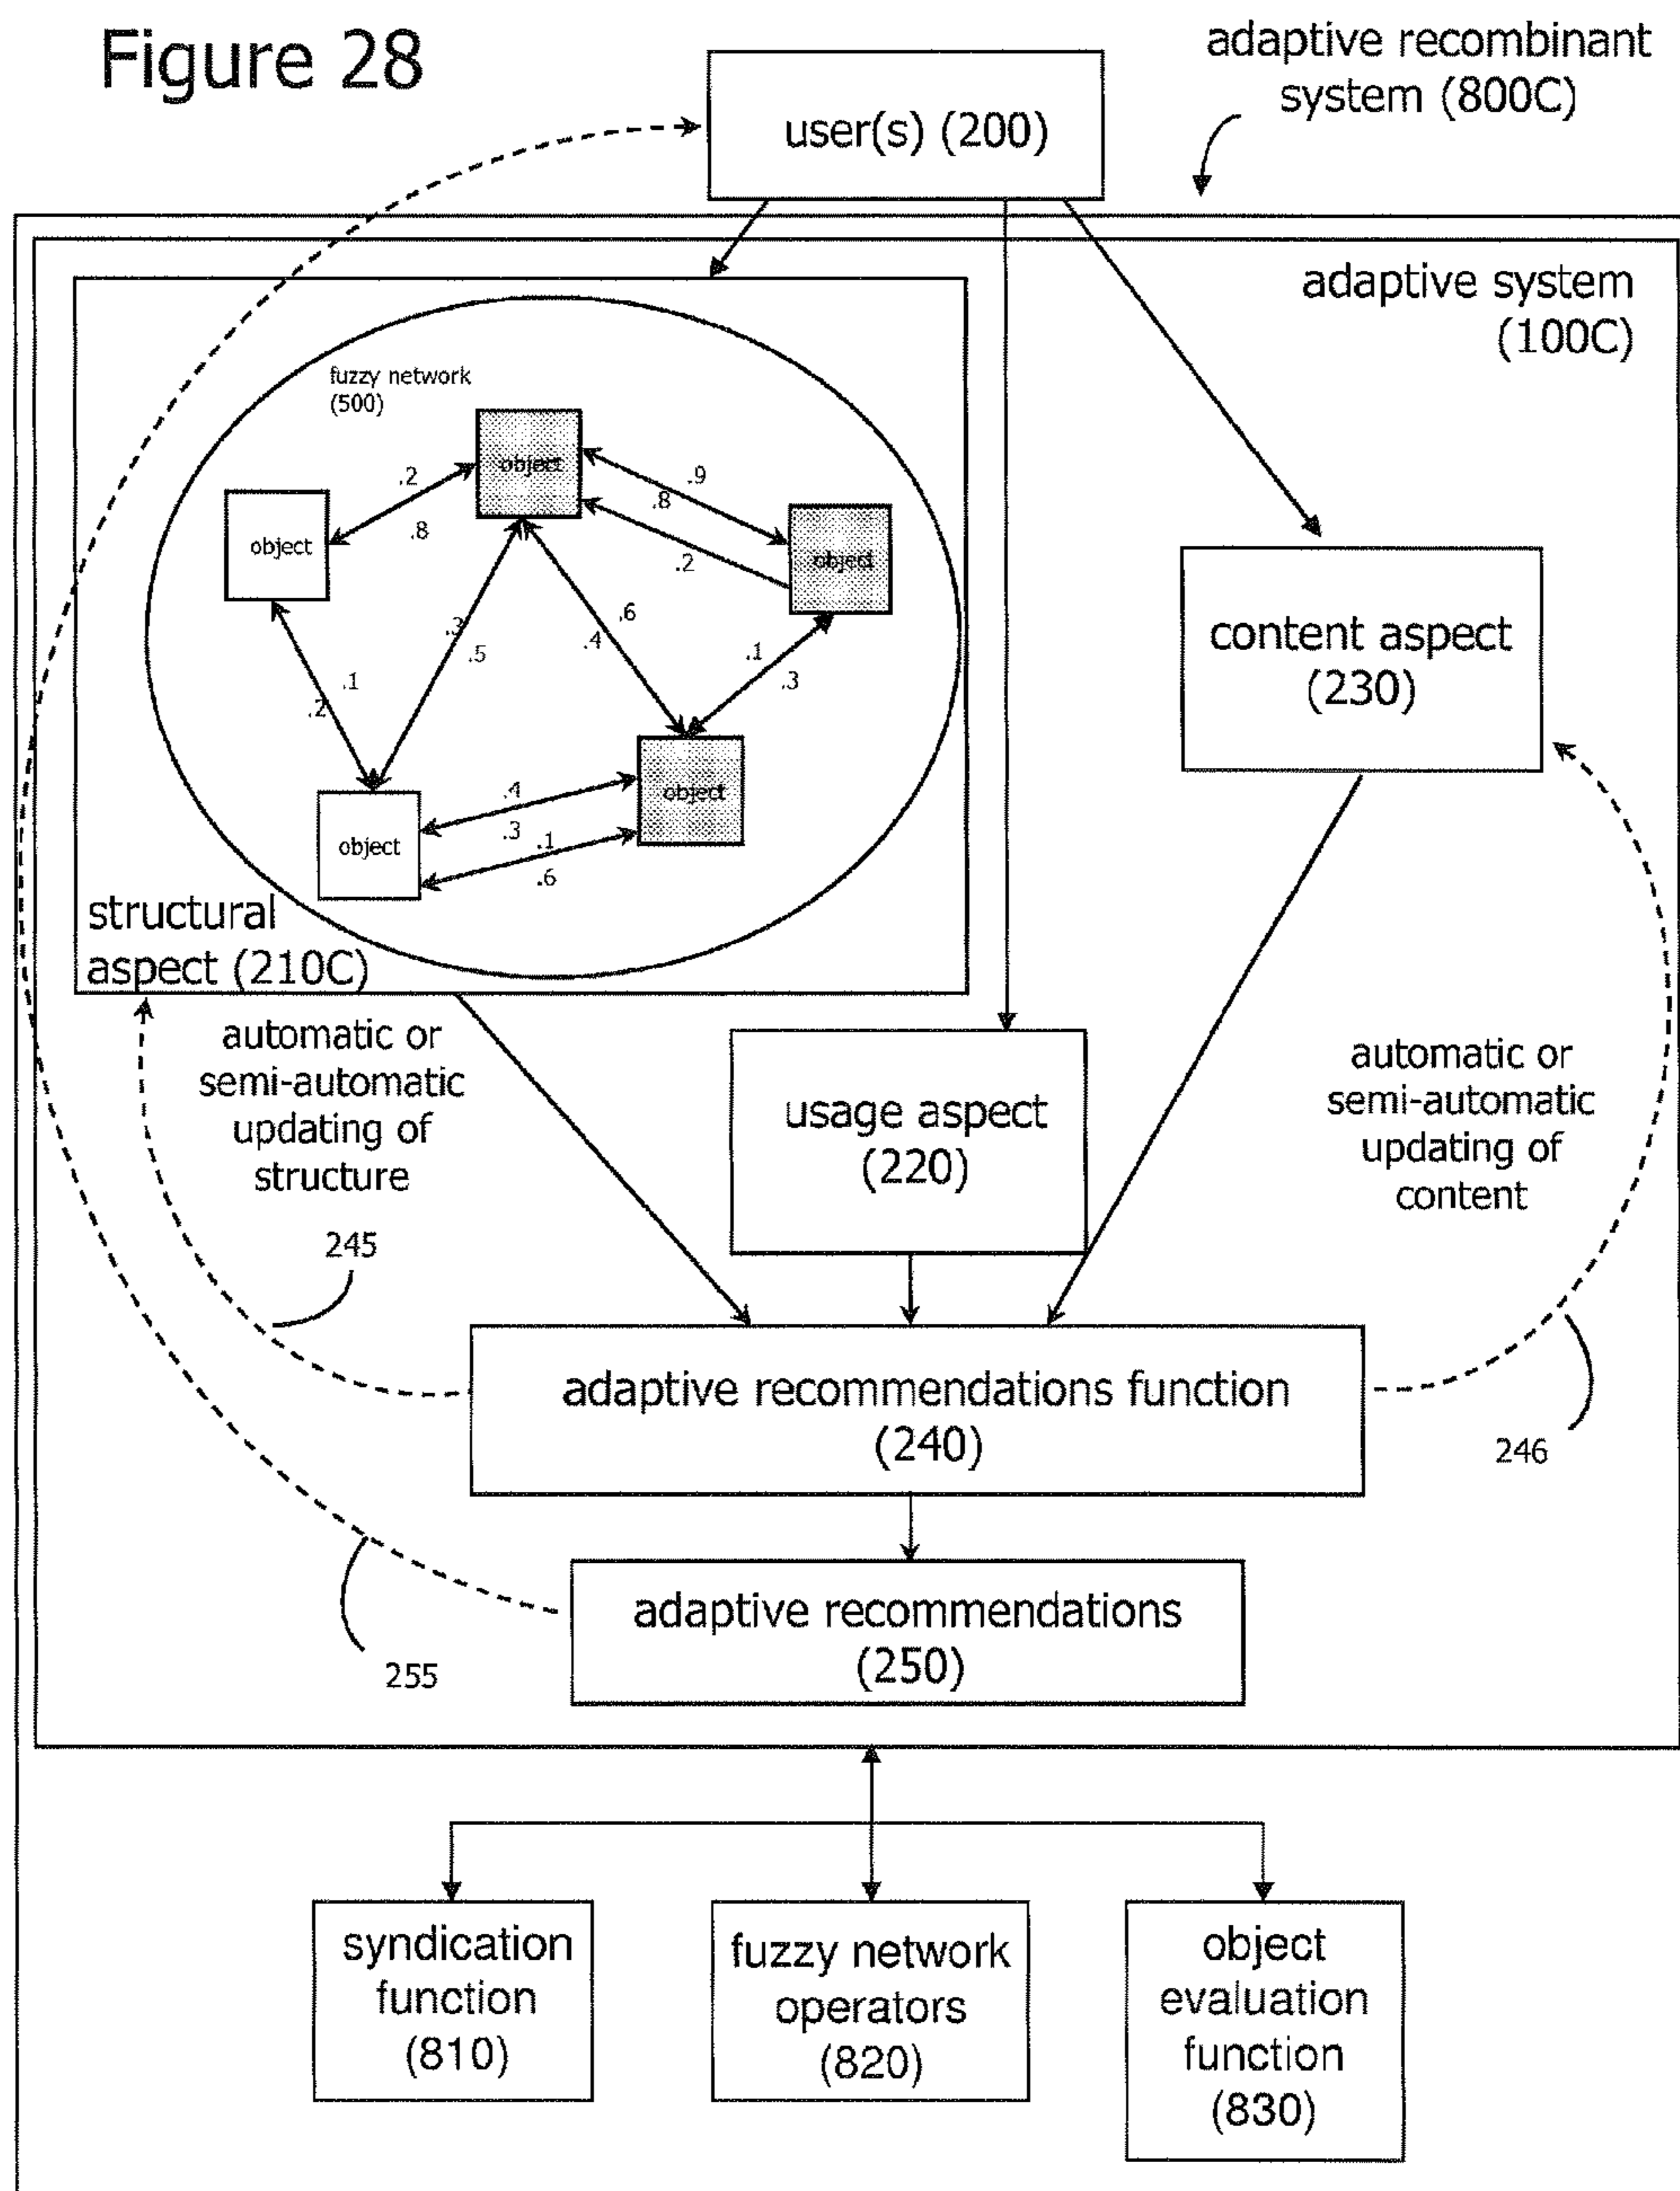 Figure 28
adaptive recombinant
system (800C)
user(s) (200)
adaptive system
(100C)
fuzzy network
(500)
object
.2
.8
object
.9
.8
.2
object
.3
.5
.6
.4
.1
.3
.1
.2
object
.4
.3
.1
.6
object
content aspect
(230)
structural
aspect (210C)
automatic or
semi-automatic
updating of
structure
245
usage aspect
(220)
automatic or
semi-automatic
updating of
content
246
adaptive recommendations function
(240)
adaptive recommendations
(250)
255
syndication
function
(810)
fuzzy network
operators
(820)
object
evaluation
function
(830)